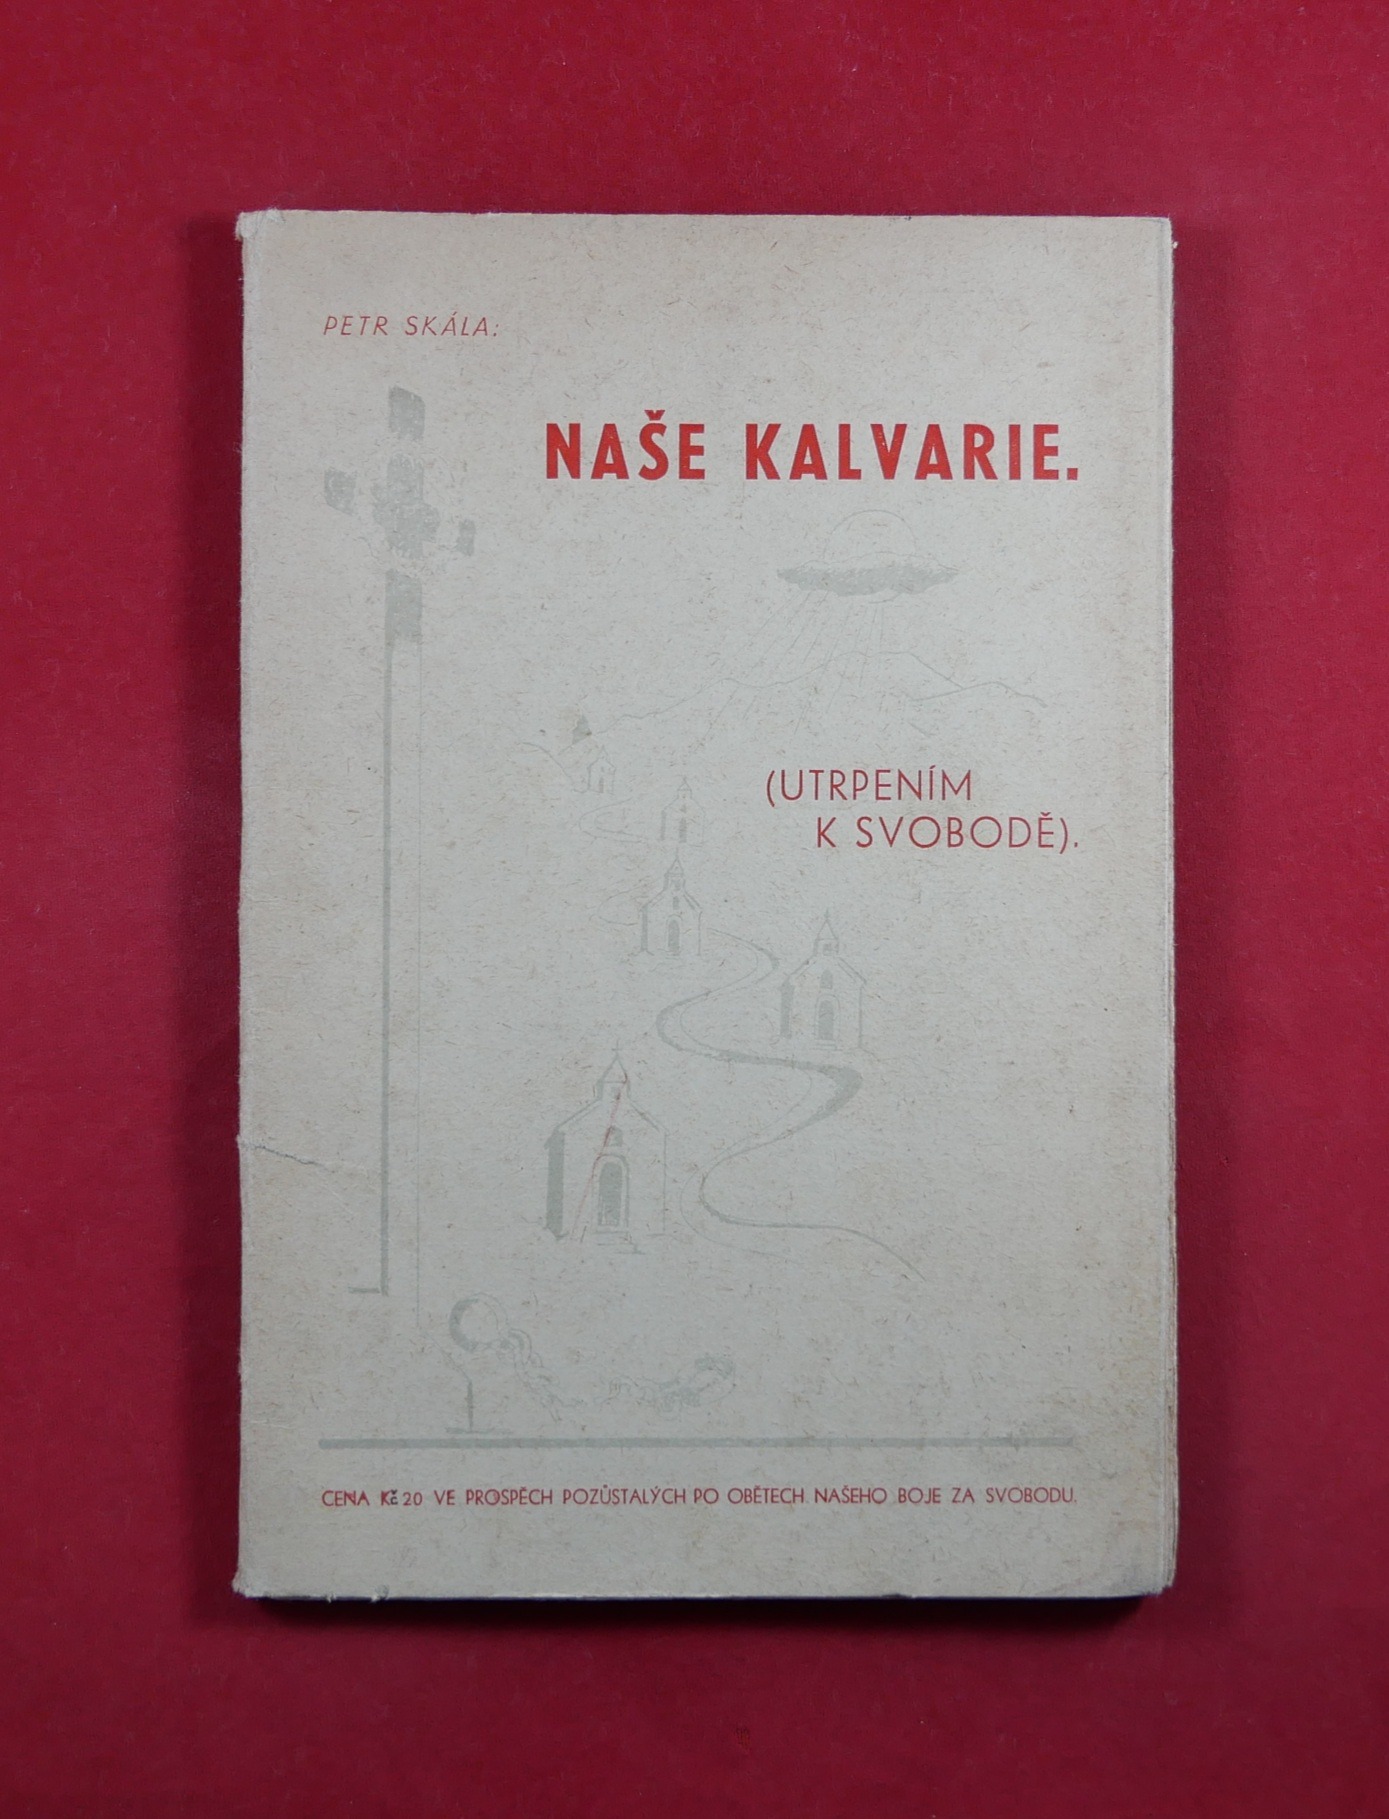 PETR SKÁLA:
NAŠE KALVARIE.
(UTRPENÍM
K SVOBODĚ).
CENA Kč 20 VE PROSPĚCH POZŮSTALÝCH PO OBĚTECH NAŠEHO BOJE ZA SVOBODU.